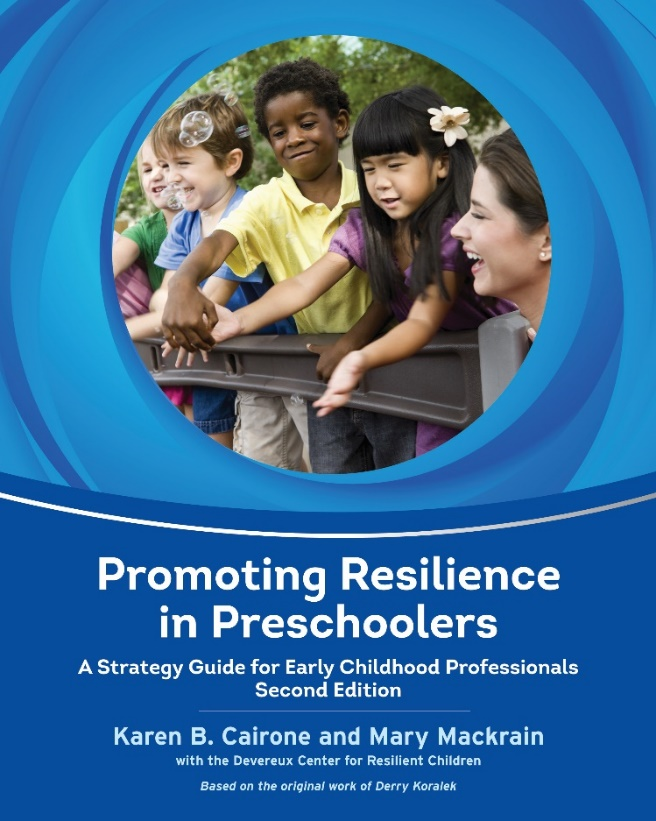 Promoting Resilience
in Preschoolers
A Strategy Guide for Early Childhood Professionals
Second Edition
Karen B. Cairone and Mary Mackrain
with the Devereux Center for Resilient Children
Based on the original work of Derry Koralek